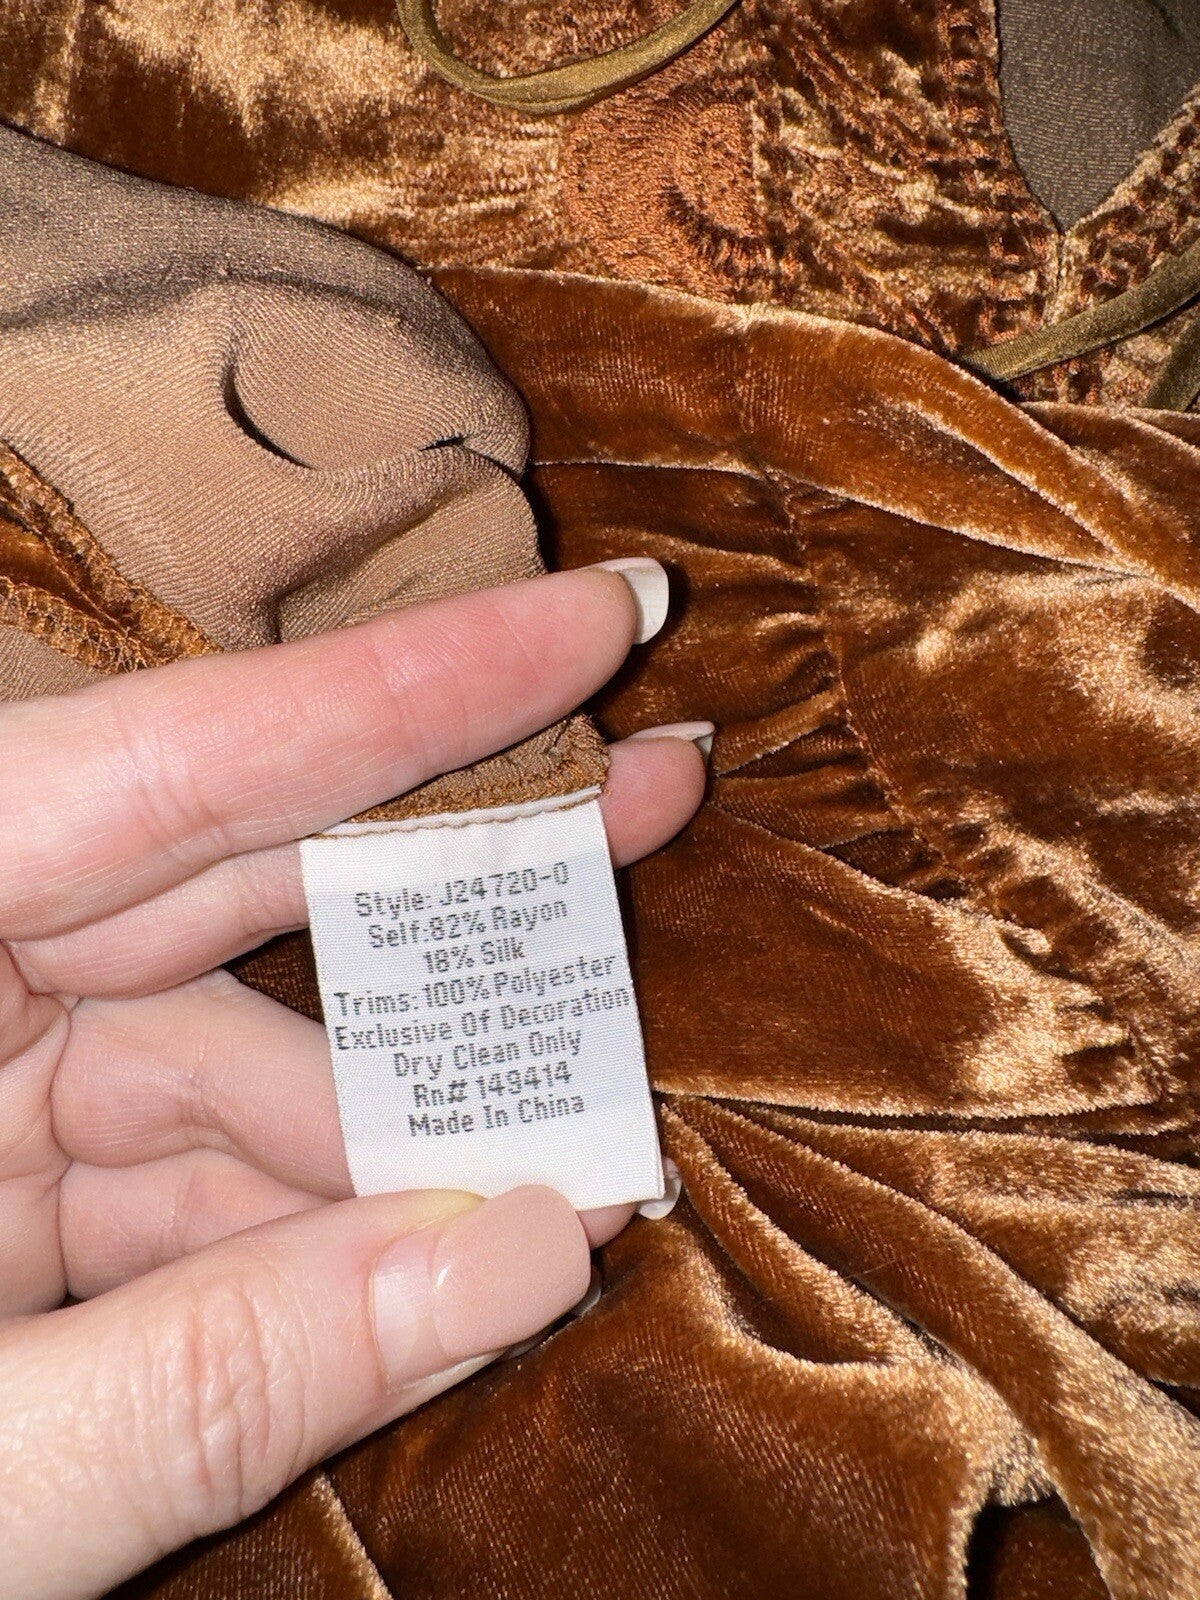 Style: J24720-0
Self:82% Rayon
18% Silk
Trims: 100% Polyester
Exclusive Of Decoration
Dry Clean Only
Rn# 149414
Made In China